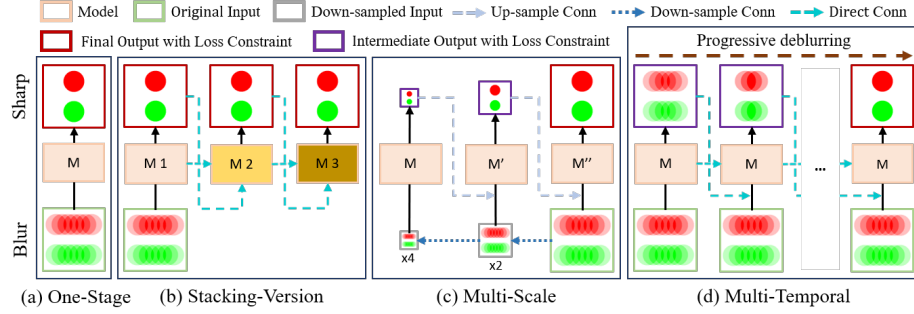 Model Original Input Down-sampled Input Up-sample Conn Down-sample Conn Direct Conn
Final Output with Loss Constraint Intermediate Output with Loss Constraint
Progressive deblurring
Sharp
M M 1 M 2 M 3 M M' M'' M M ... M
Blur
x4 x2
(a) One-Stage (b) Stacking-Version (c) Multi-Scale (d) Multi-Temporal